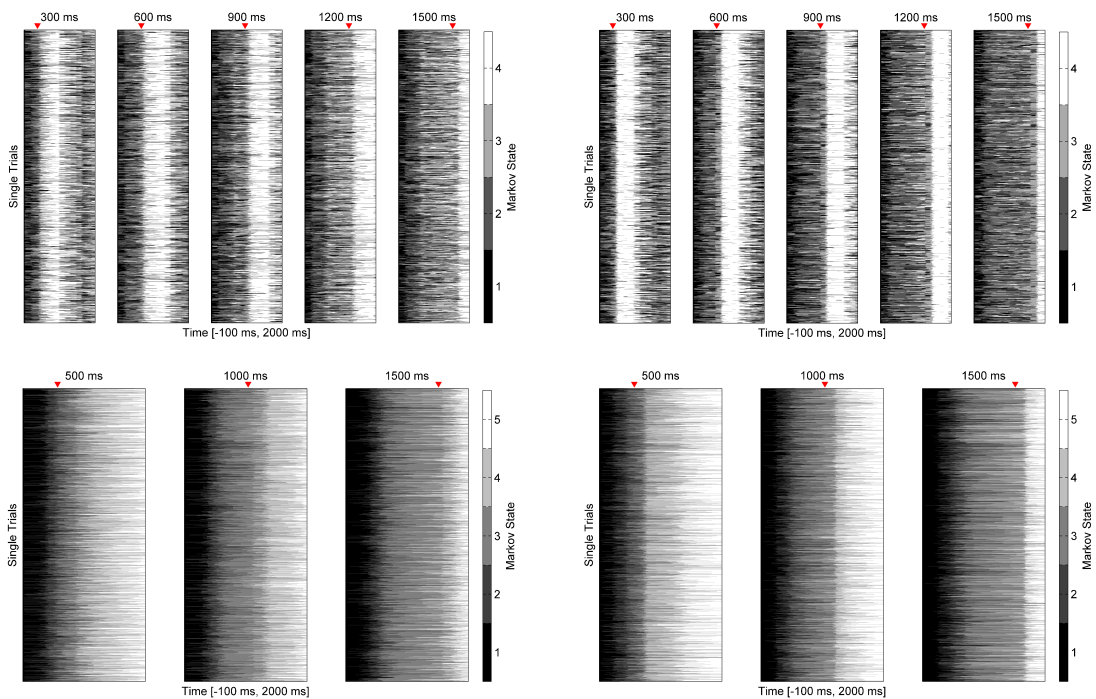 300 ms 600 ms 900 ms 1200 ms 1500 ms
Single Trials
4
3
2
1
Markov State
Time [-100 ms, 2000 ms]
300 ms 600 ms 900 ms 1200 ms 1500 ms
Single Trials
4
3
2
1
Markov State
Time [-100 ms, 2000 ms]
500 ms 1000 ms 1500 ms
Single Trials
5
4
3
2
1
Markov State
Time [-100 ms, 2000 ms]
500 ms 1000 ms 1500 ms
Single Trials
5
4
3
2
1
Markov State
Time [-100 ms, 2000 ms]